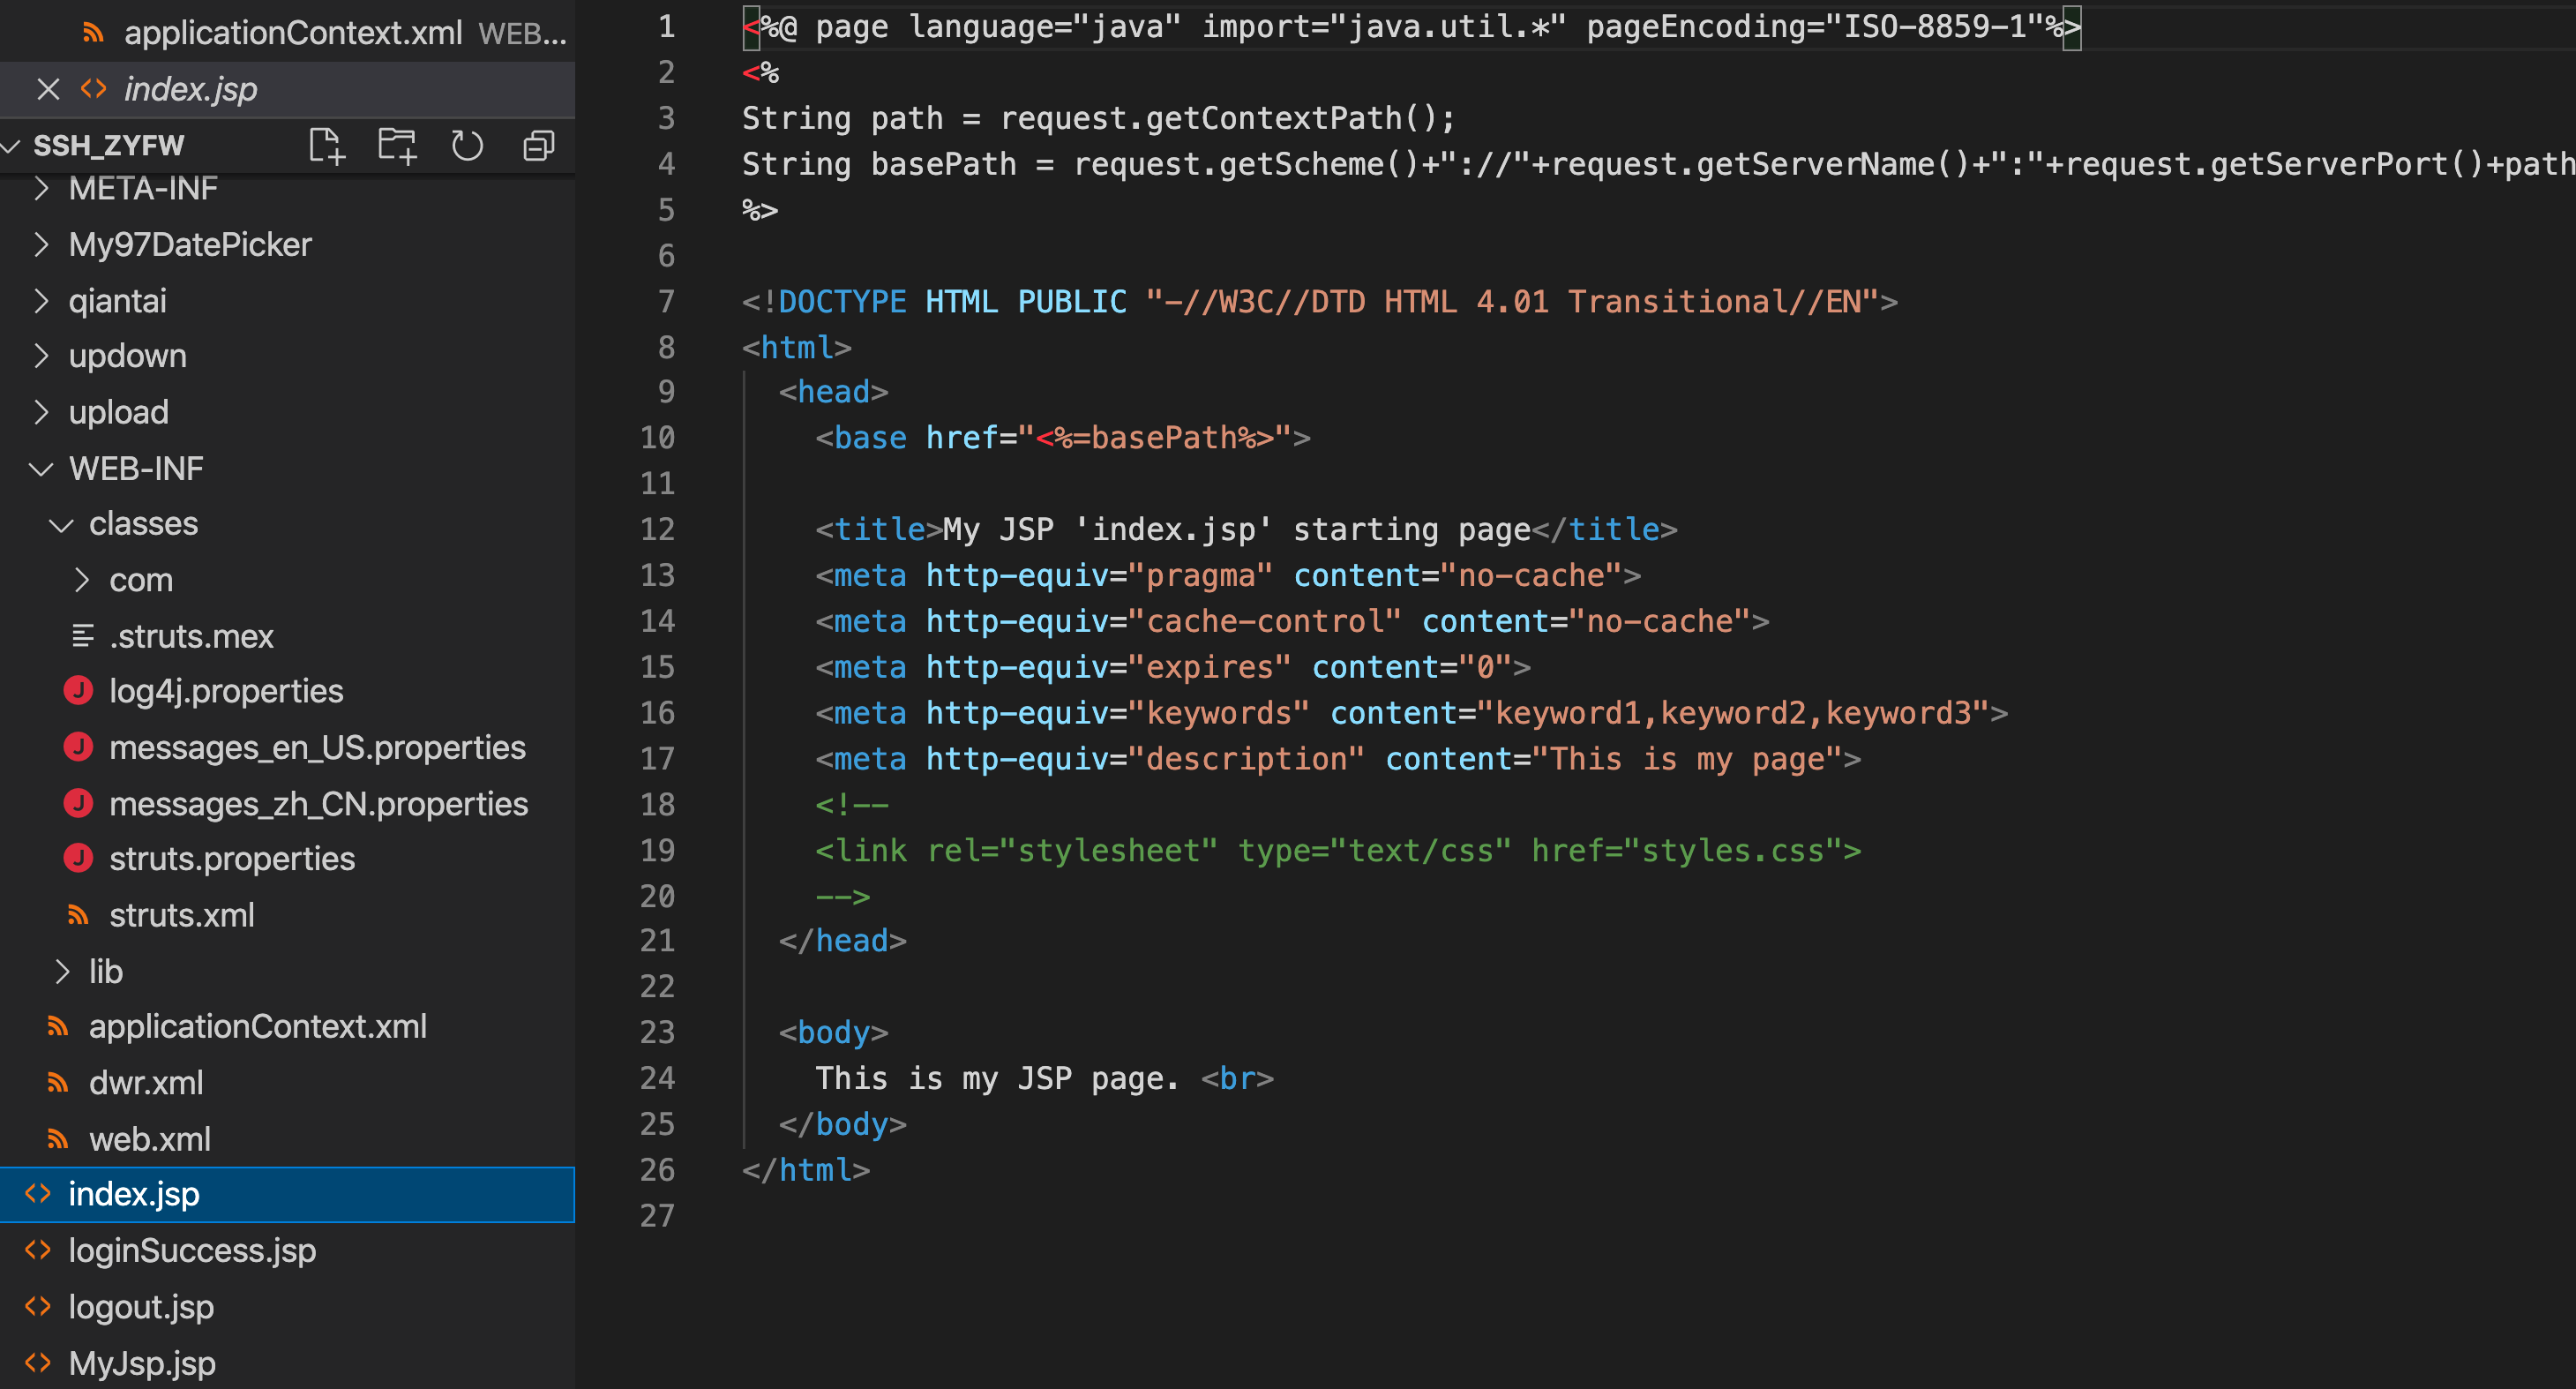 applicationContext.xml WEB...
index.jsp
SSH_ZYFW
META-INF
My97DatePicker
qiantai
updown
upload
WEB-INF
classes
com
.struts.mex
log4j.properties
messages_en_US.properties
messages_zh_CN.properties
struts.properties
struts.xml
lib
applicationContext.xml
dwr.xml
web.xml
index.jsp
loginSuccess.jsp
logout.jsp
MyJsp.jsp
1 <%@ page language="java" import="java.util.*" pageEncoding="ISO-8859-1"%>
2 <%
3 String path = request.getContextPath();
4 String basePath = request.getScheme()+"://"+request.getServerName()+":"+request.getServerPort()+path
5 %>
6
7 <!DOCTYPE HTML PUBLIC "-//W3C//DTD HTML 4.01 Transitional//EN">
8 <html>
9 <head>
10 <base href="<%=basePath%>">
11
12 <title>My JSP 'index.jsp' starting page</title>
13 <meta http-equiv="pragma" content="no-cache">
14 <meta http-equiv="cache-control" content="no-cache">
15 <meta http-equiv="expires" content="0">
16 <meta http-equiv="keywords" content="keyword1,keyword2,keyword3">
17 <meta http-equiv="description" content="This is my page">
18 <!--
19 <link rel="stylesheet" type="text/css" href="styles.css">
20 -->
21 </head>
22
23 <body>
24 This is my JSP page. <br>
25 </body>
26 </html>
27